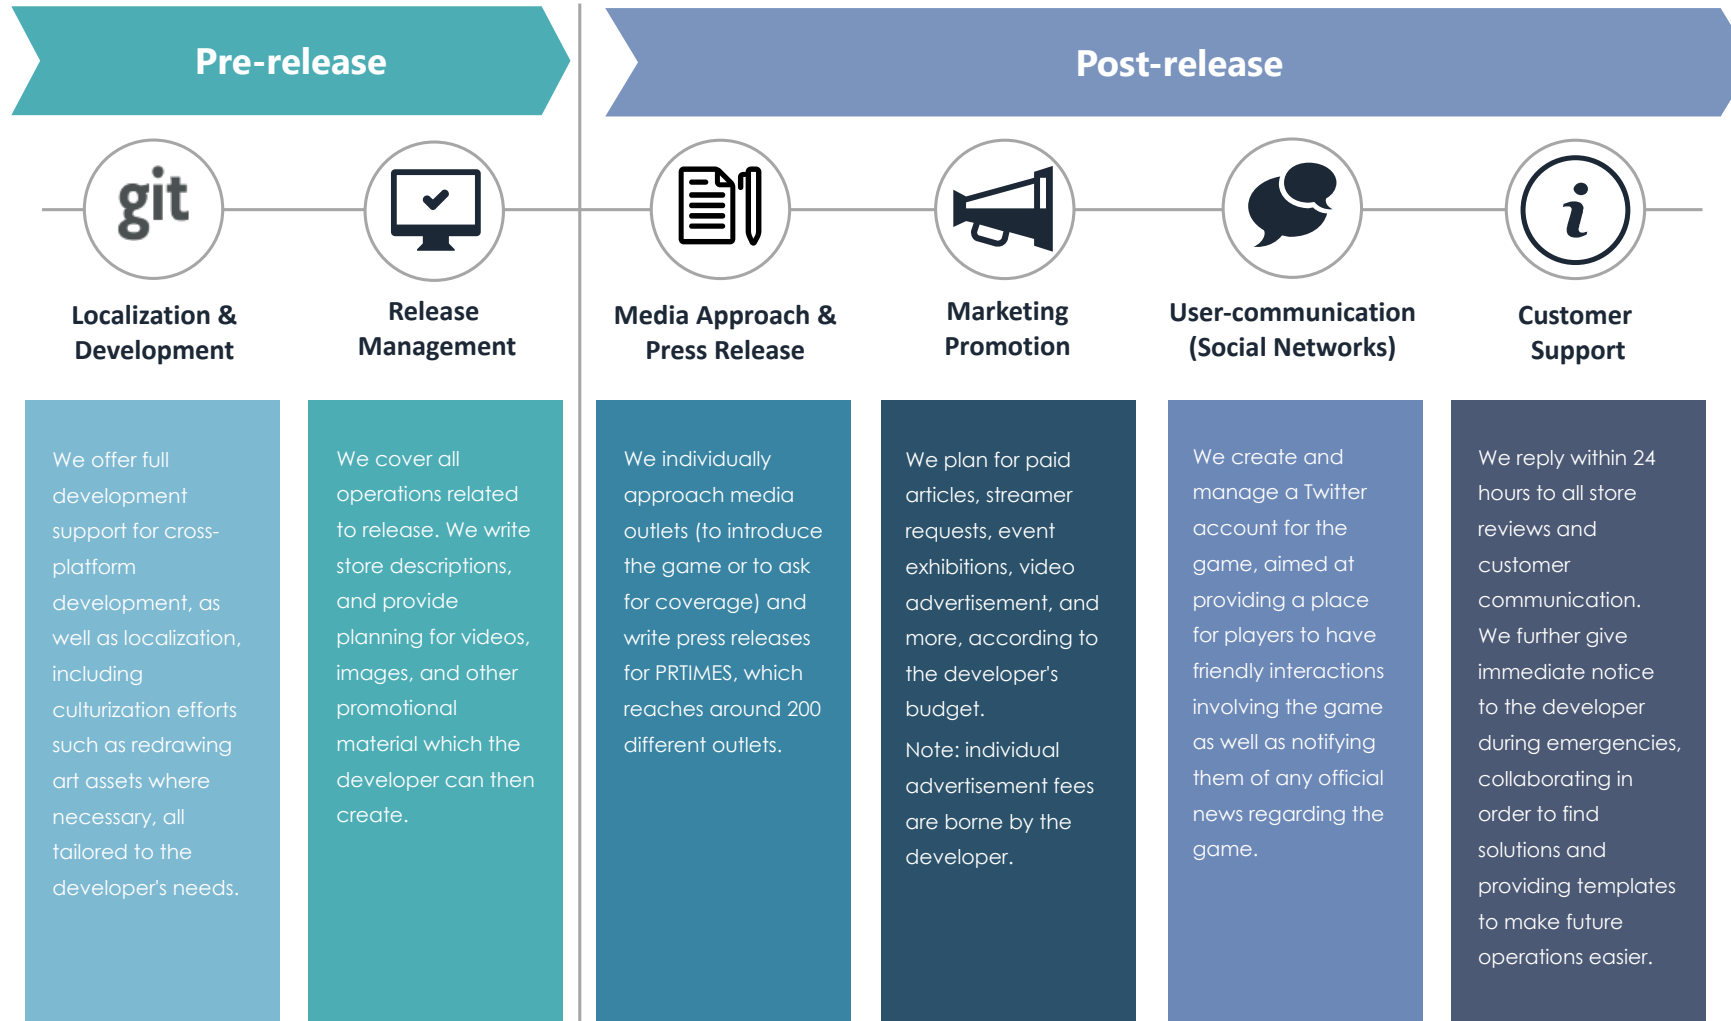 Pre-release
Post-release
git
i
Localization &
Development
Release
Management
Media Approach &
Press Release
Marketing
Promotion
User-communication
(Social Networks)
Customer
Support
We offer full
development
support for cross-
platform
development, as
well as localization,
including
culturization efforts
such as redrawing
art assets where
necessary, all
tailored to the
developer's needs.
We cover all
operations related
to release. We write
store descriptions,
and provide
planning for videos,
images, and other
promotional
material which the
developer can then
create.
We individually
approach media
outlets (to introduce
the game or to ask
for coverage) and
write press releases
for PRTIMES, which
reaches around 200
different outlets.
We plan for paid
articles, streamer
requests, event
exhibitions, video
advertisement, and
more, according to
the developer's
budget.
Note: individual
advertisement fees
are borne by the
developer.
We create and
manage a Twitter
account for the
game, aimed at
providing a place
for players to have
friendly interactions
involving the game
as well as notifying
them of any official
news regarding the
game.
We reply within 24
hours to all store
reviews and
customer
communication.
We further give
immediate notice
to the developer
during emergencies,
collaborating in
order to find
solutions and
providing templates
to make future
operations easier.